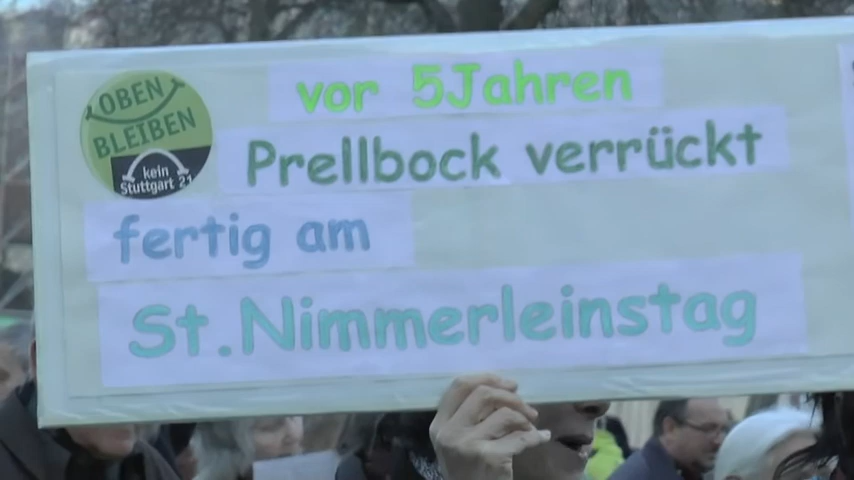 OBEN
BLEIBEN
kein
Stuttgart 21
vor 5Jahren
Prellbock verrückt
fertig am
St.Nimmerleinstag